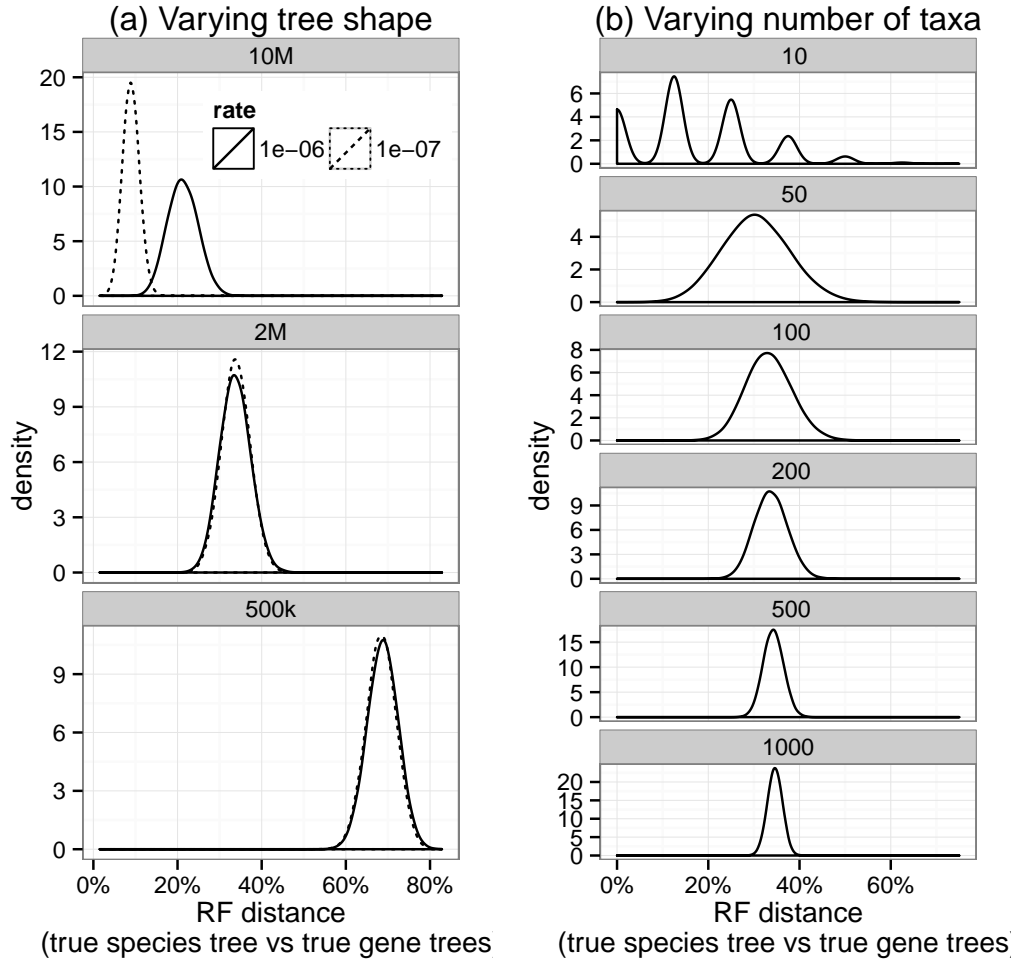 (a) Varying tree shape
10M
20
15
10
5
0
rate
1e−06
1e−07
2M
12
9
6
3
0
500k
9
6
3
0
density
0% 20% 40% 60% 80%
RF distance
(true species tree vs true gene trees)
(b) Varying number of taxa
10
6
4
2
0
50
4
2
0
100
8
6
4
2
0
200
9
6
3
0
500
15
10
5
0
1000
20
15
10
5
0
density
0% 20% 40% 60%
RF distance
(true species tree vs true gene trees)